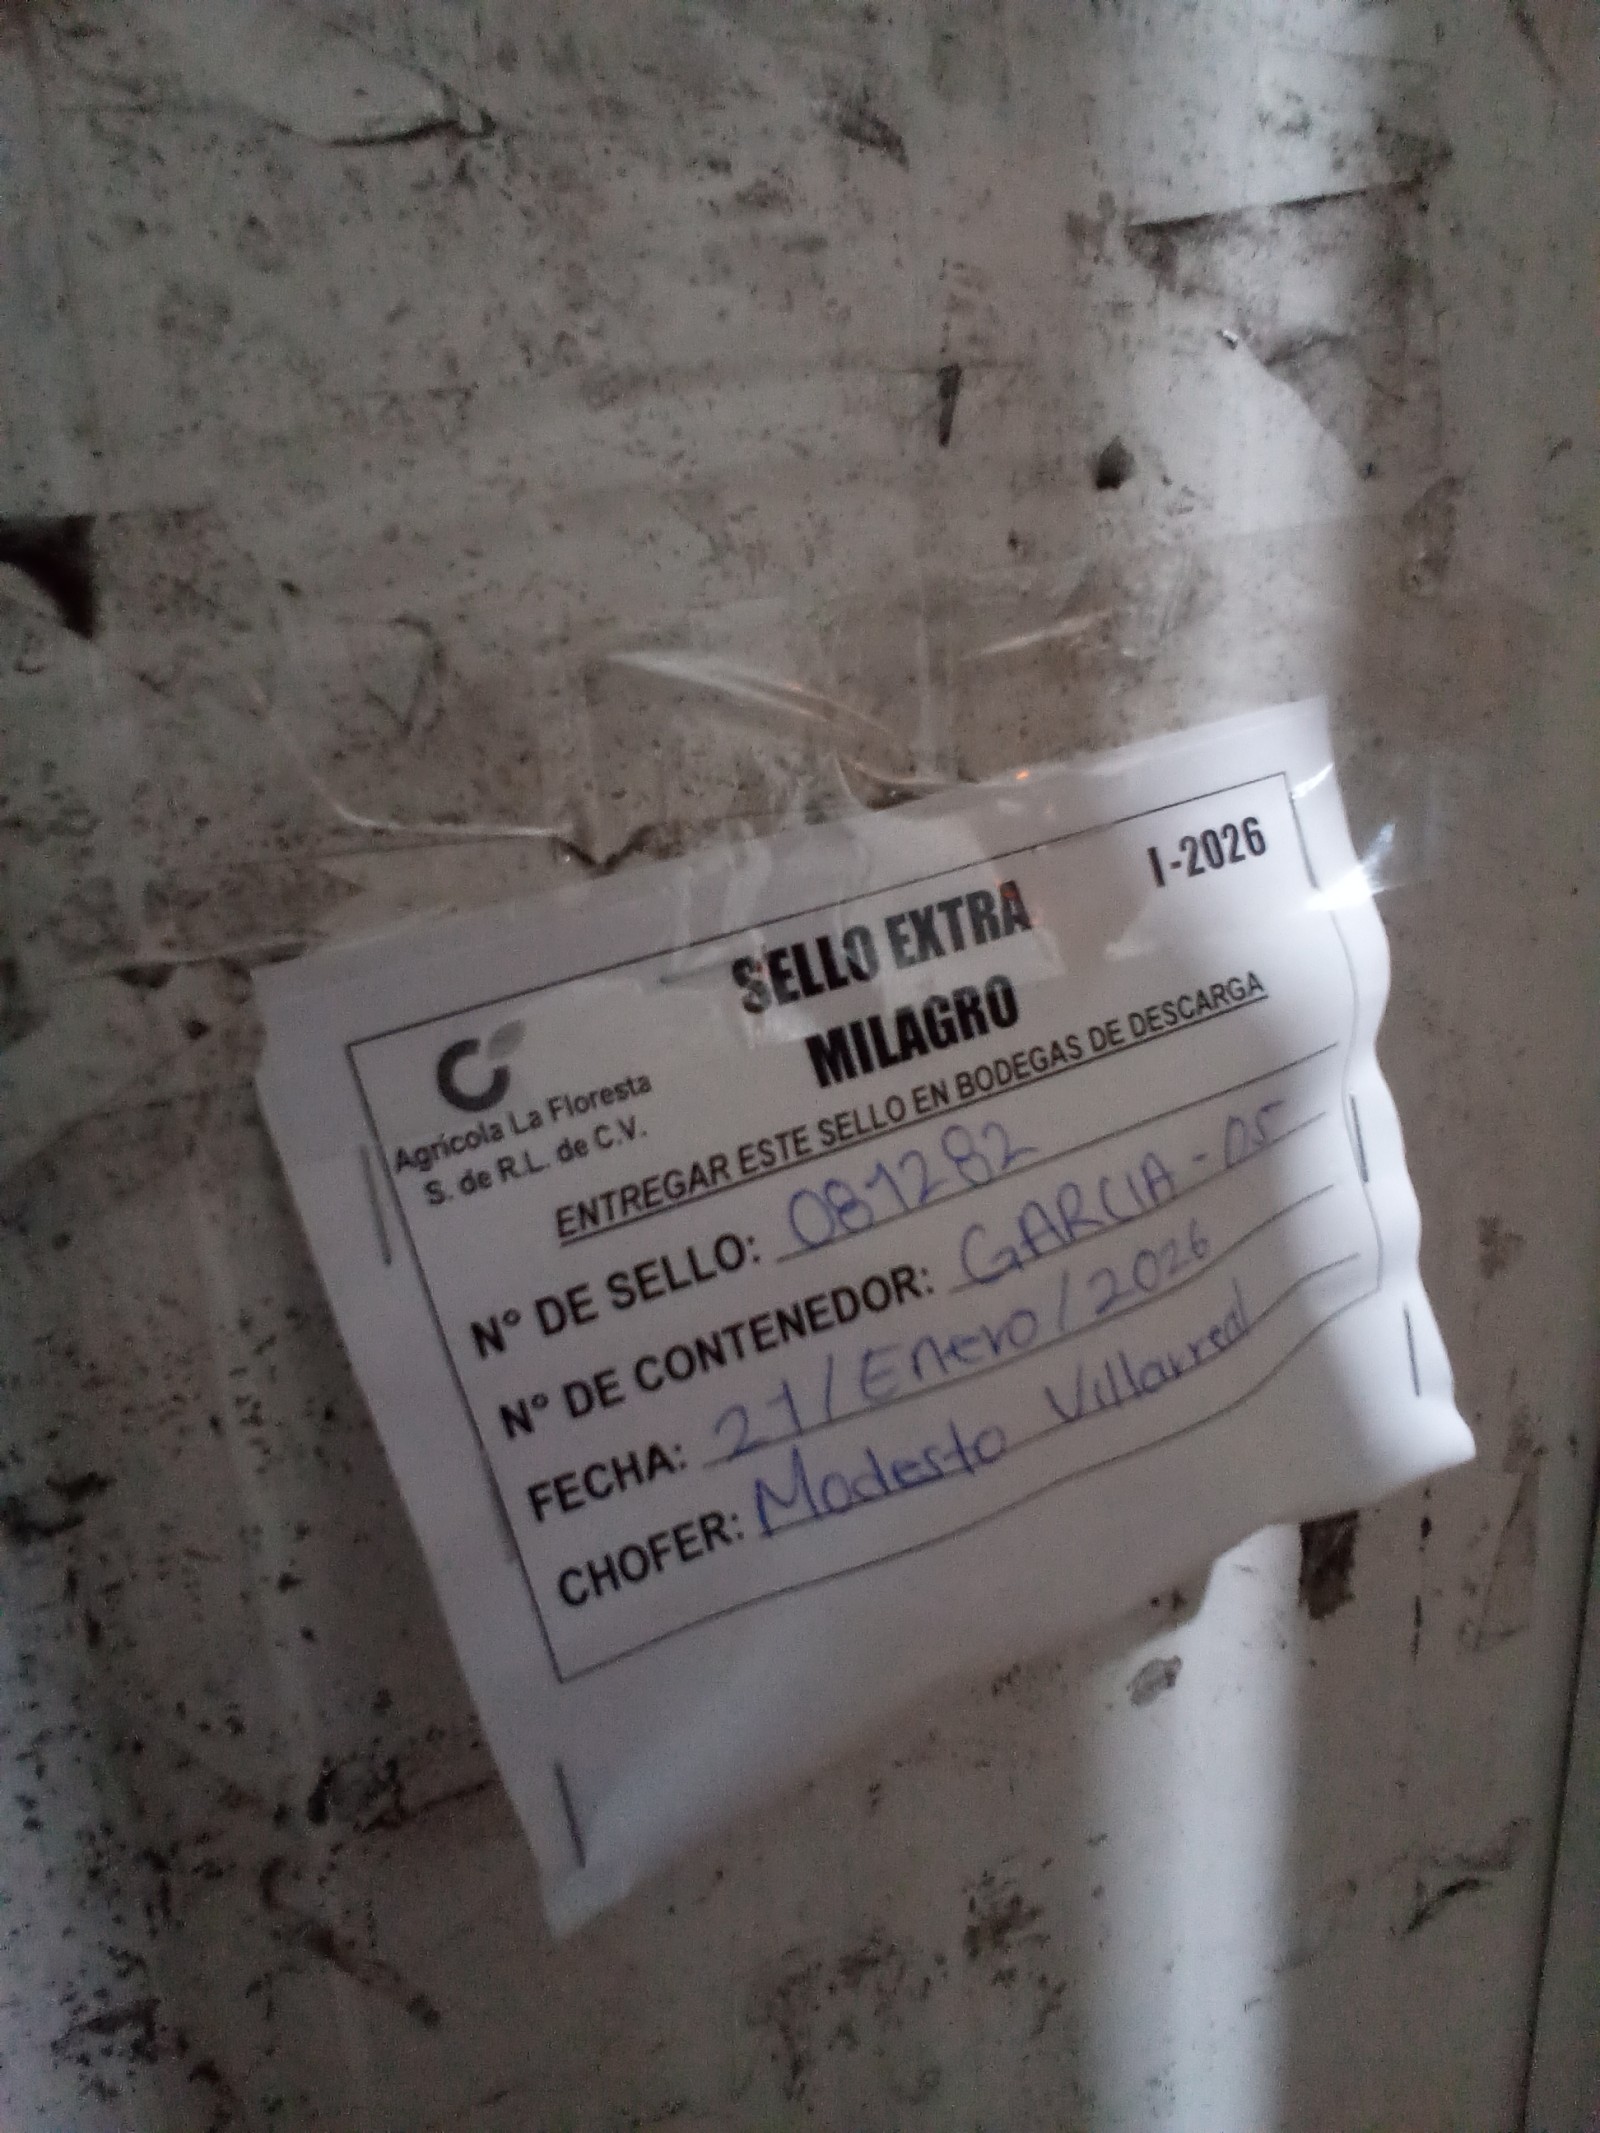 I-2026
SELLO EXTRA
MILAGRO
Agrícola La Floresta
S. de R.L. de C.V.
ENTREGAR ESTE SELLO EN BODEGAS DE DESCARGA
N° DE SELLO: 081282
N° DE CONTENEDOR: GARCIA - 05
FECHA: 21/Enero/2026
CHOFER: Modesto Villarreal